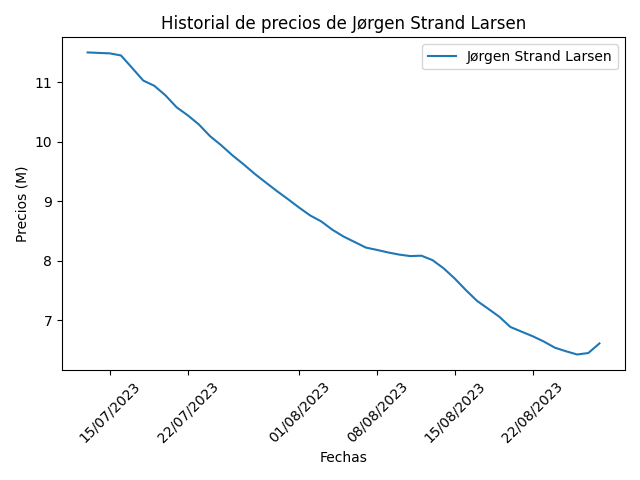 Historial de precios de Jørgen Strand Larsen
Jørgen Strand Larsen
Precios (M)
11
10
9
8
7
15/07/2023
22/07/2023
01/08/2023
08/08/2023
15/08/2023
22/08/2023
Fechas